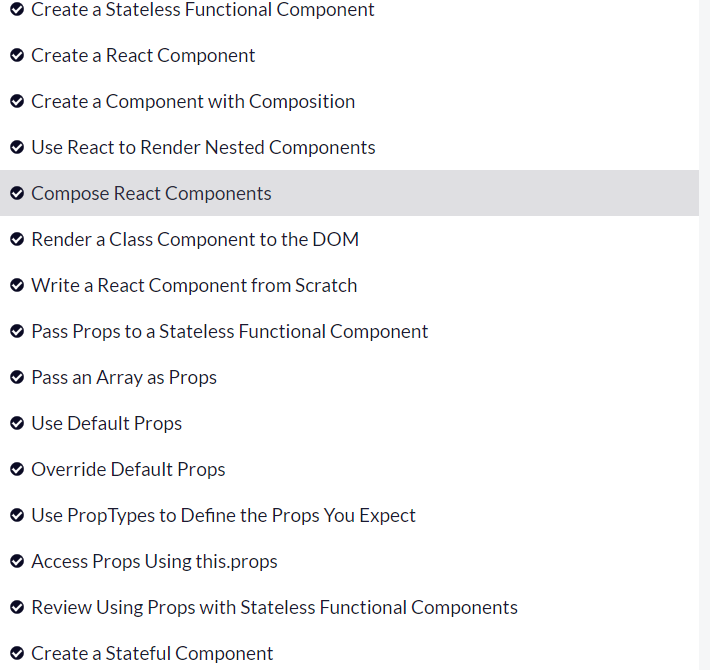 Create a Stateless Functional Component
Create a React Component
Create a Component with Composition
Use React to Render Nested Components
Compose React Components
Render a Class Component to the DOM
Write a React Component from Scratch
Pass Props to a Stateless Functional Component
Pass an Array as Props
Use Default Props
Override Default Props
Use PropTypes to Define the Props You Expect
Access Props Using this.props
Review Using Props with Stateless Functional Components
Create a Stateful Component